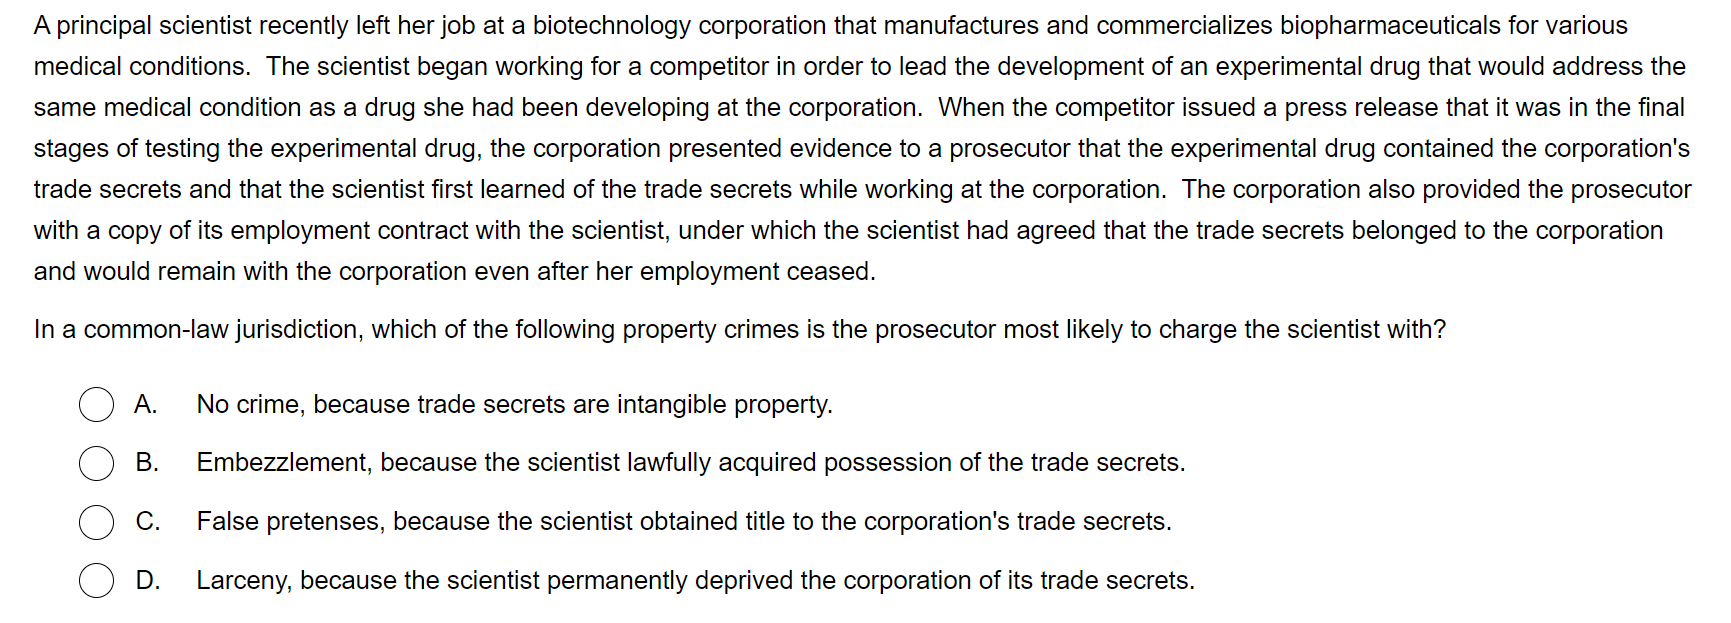 A principal scientist recently left her job at a biotechnology corporation that manufactures and commercializes biopharmaceuticals for various
medical conditions.  The scientist began working for a competitor in order to lead the development of an experimental drug that would address the
same medical condition as a drug she had been developing at the corporation.  When the competitor issued a press release that it was in the final
stages of testing the experimental drug, the corporation presented evidence to a prosecutor that the experimental drug contained the corporation's
trade secrets and that the scientist first learned of the trade secrets while working at the corporation.  The corporation also provided the prosecutor
with a copy of its employment contract with the scientist, under which the scientist had agreed that the trade secrets belonged to the corporation
and would remain with the corporation even after her employment ceased.
In a common-law jurisdiction, which of the following property crimes is the prosecutor most likely to charge the scientist with?
A. No crime, because trade secrets are intangible property.
B. Embezzlement, because the scientist lawfully acquired possession of the trade secrets.
C. False pretenses, because the scientist obtained title to the corporation's trade secrets.
D. Larceny, because the scientist permanently deprived the corporation of its trade secrets.